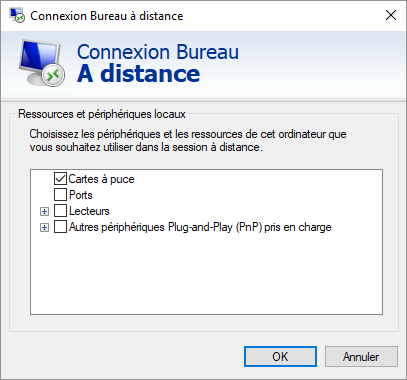 Connexion Bureau à distance
Connexion Bureau
A distance
Ressources et périphériques locaux
Choisissez les périphériques et les ressources de cet ordinateur que
vous souhaitez utiliser dans la session à distance.
Cartes à puce
Ports
Lecteurs
Autres périphériques Plug-and-Play (PnP) pris en charge
OK
Annuler